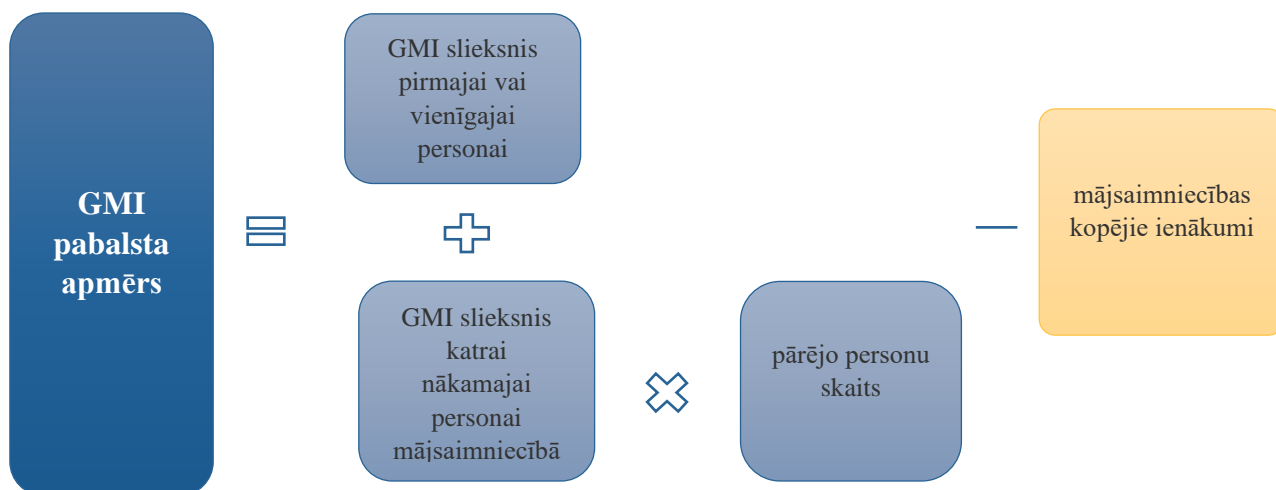 GMI
pabalsta
apmērs
GMI slieksnis
pirmajai vai
vienīgajai
personai
GMI slieksnis
katrai
nākamajai
personai
mājsaimniecībā
pārējo personu
skaits
mājsaimniecības
kopējie ienākumi